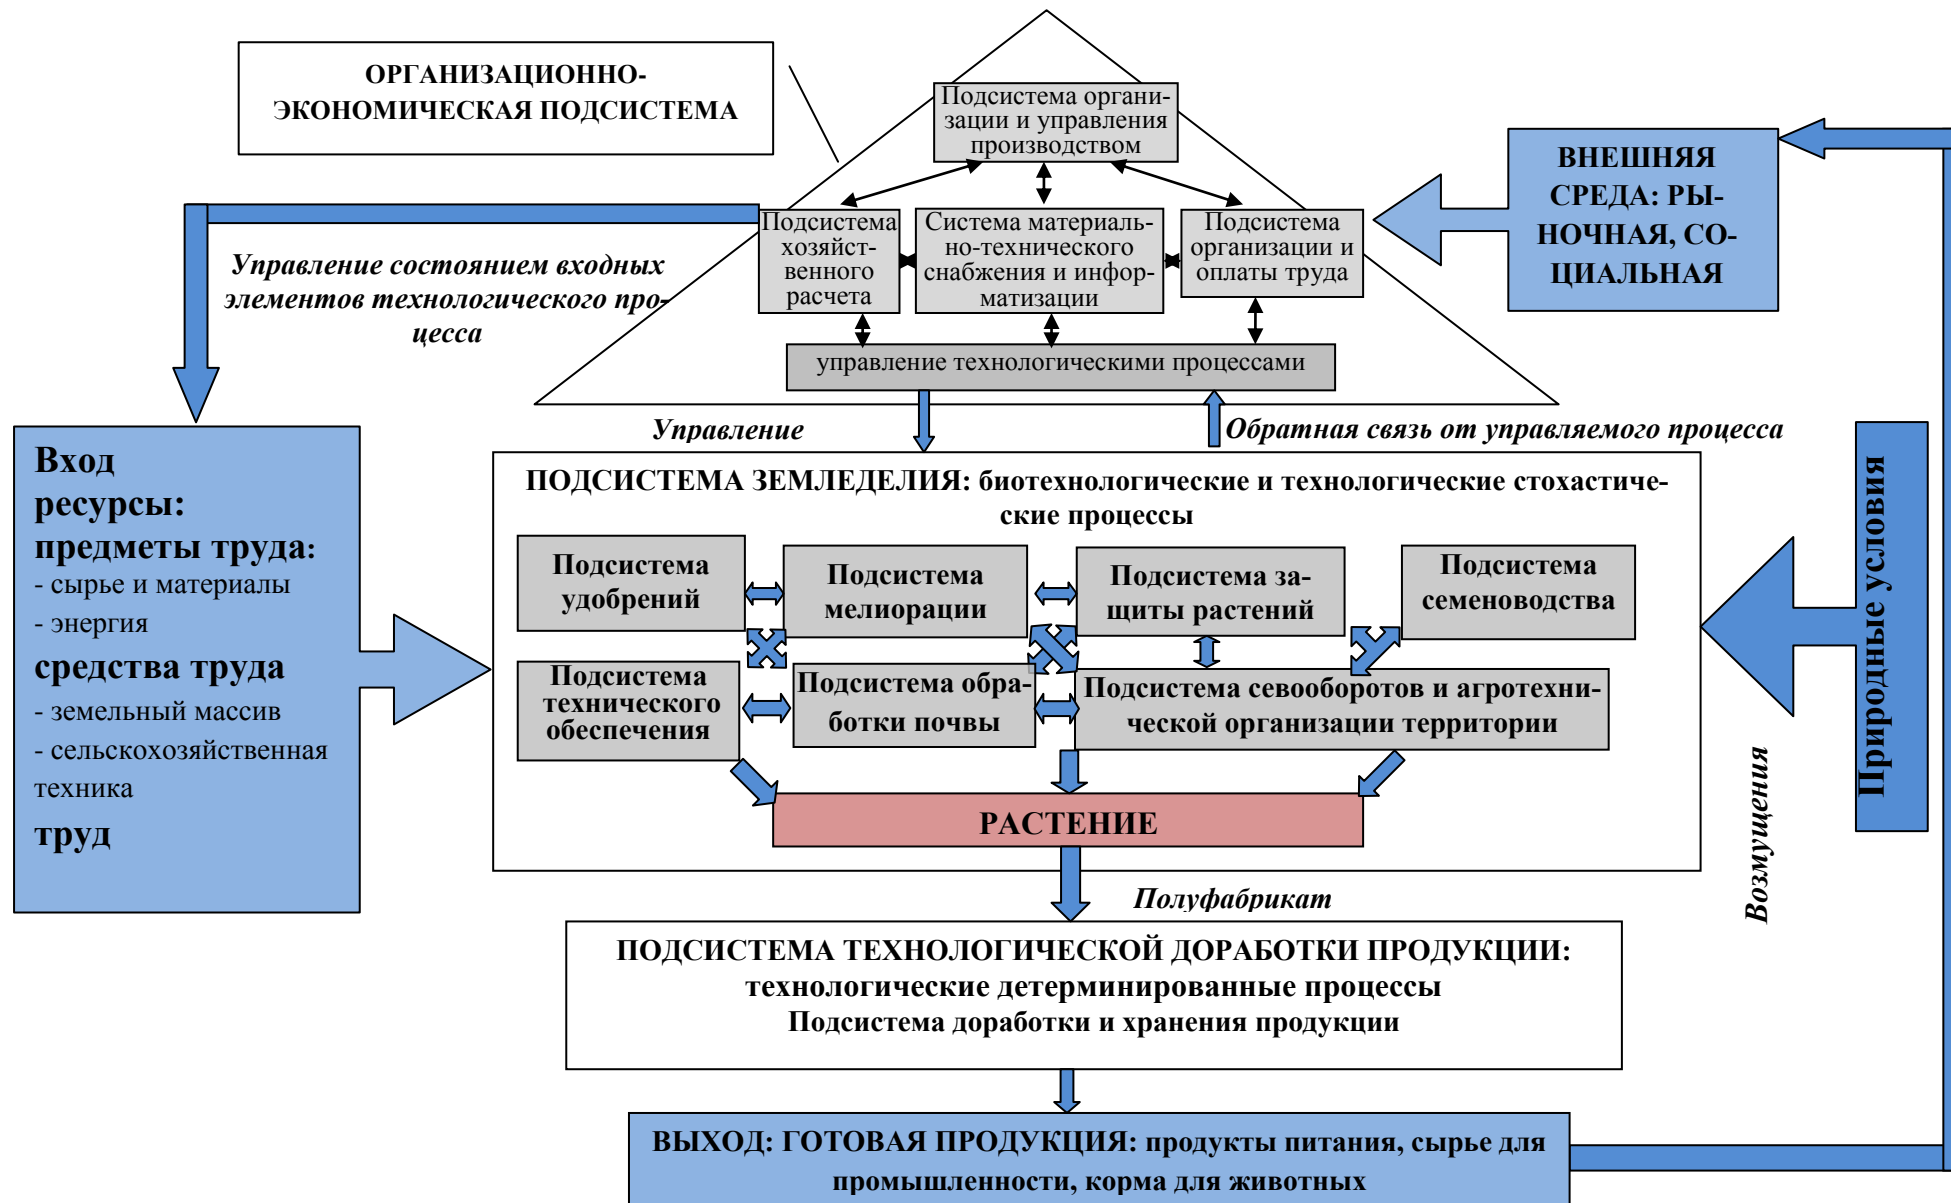 ОРГАНИЗАЦИОННО-
ЭКОНОМИЧЕСКАЯ ПОДСИСТЕМА
Подсистема органи-
зации и управления
производством
ВНЕШНЯЯ
СРЕДА: РЫ-
НОЧНАЯ, СО-
ЦИАЛЬНАЯ
Подсистема
хозяйст-
венного
расчета
Система материаль-
но-технического
снабжения и инфор-
матизации
Подсистема
организации и
оплаты труда
Управление состоянием входных
элементов технологического про-
цесса
управление технологическими процессами
Управление
Обратная связь от управляемого процесса
Вход
ресурсы:
предметы труда:
- сырье и материалы
- энергия
средства труда
- земельный массив
- сельскохозяйственная
техника
труд
ПОДСИСТЕМА ЗЕМЛЕДЕЛИЯ: биотехнологические и технологические стохастиче-
ские процессы
Подсистема
удобрений
Подсистема
мелиорации
Подсистема за-
щиты растений
Подсистема
семеноводства
Подсистема
технического
обеспечения
Подсистема обра-
ботки почвы
Подсистема севооборотов и агротехни-
ческой организации территории
РАСТЕНИЕ
Природные условия
Возмущения
Полуфабрикат
ПОДСИСТЕМА ТЕХНОЛОГИЧЕСКОЙ ДОРАБОТКИ ПРОДУКЦИИ:
технологические детерминированные процессы
Подсистема доработки и хранения продукции
ВЫХОД: ГОТОВАЯ ПРОДУКЦИЯ: продукты питания, сырье для
промышленности, корма для животных